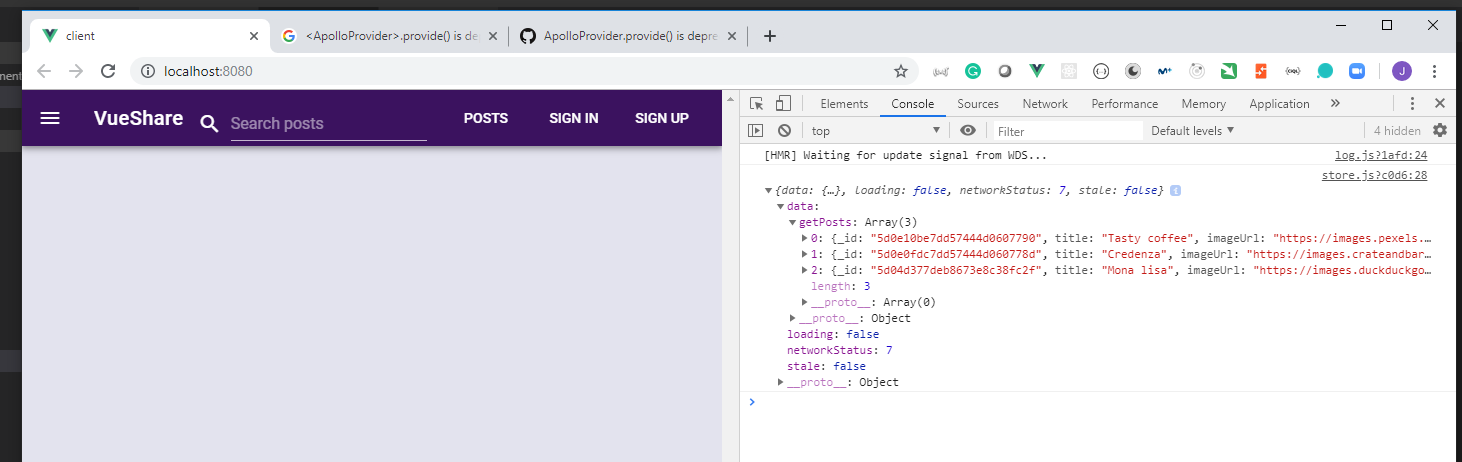 client
<ApolloProvider>.provide() is de
ApolloProvider.provide() is depre
localhost:8080
J
nent
VueShare
Search posts
POSTS
SIGN IN
SIGN UP
Elements
Console
Sources
Network
Performance
Memory
Application
top
Filter
Default levels
4 hidden
[HMR] Waiting for update signal from WDS... log.js?1afd:24
store.js?c0d6:28
{data: {…}, loading: false, networkStatus: 7, stale: false}
data:
getPosts: Array(3)
0: {_id: "5d0e10be7dd57444d0607790", title: "Tasty coffee", imageUrl: "https://images.pexels.…
1: {_id: "5d0e0fdc7dd57444d060778d", title: "Credenza", imageUrl: "https://images.crateandbar…
2: {_id: "5d04d377deb8673e8c38fc2f", title: "Mona lisa", imageUrl: "https://images.duckduckgo…
length: 3
__proto__: Array(0)
__proto__: Object
loading: false
networkStatus: 7
stale: false
__proto__: Object